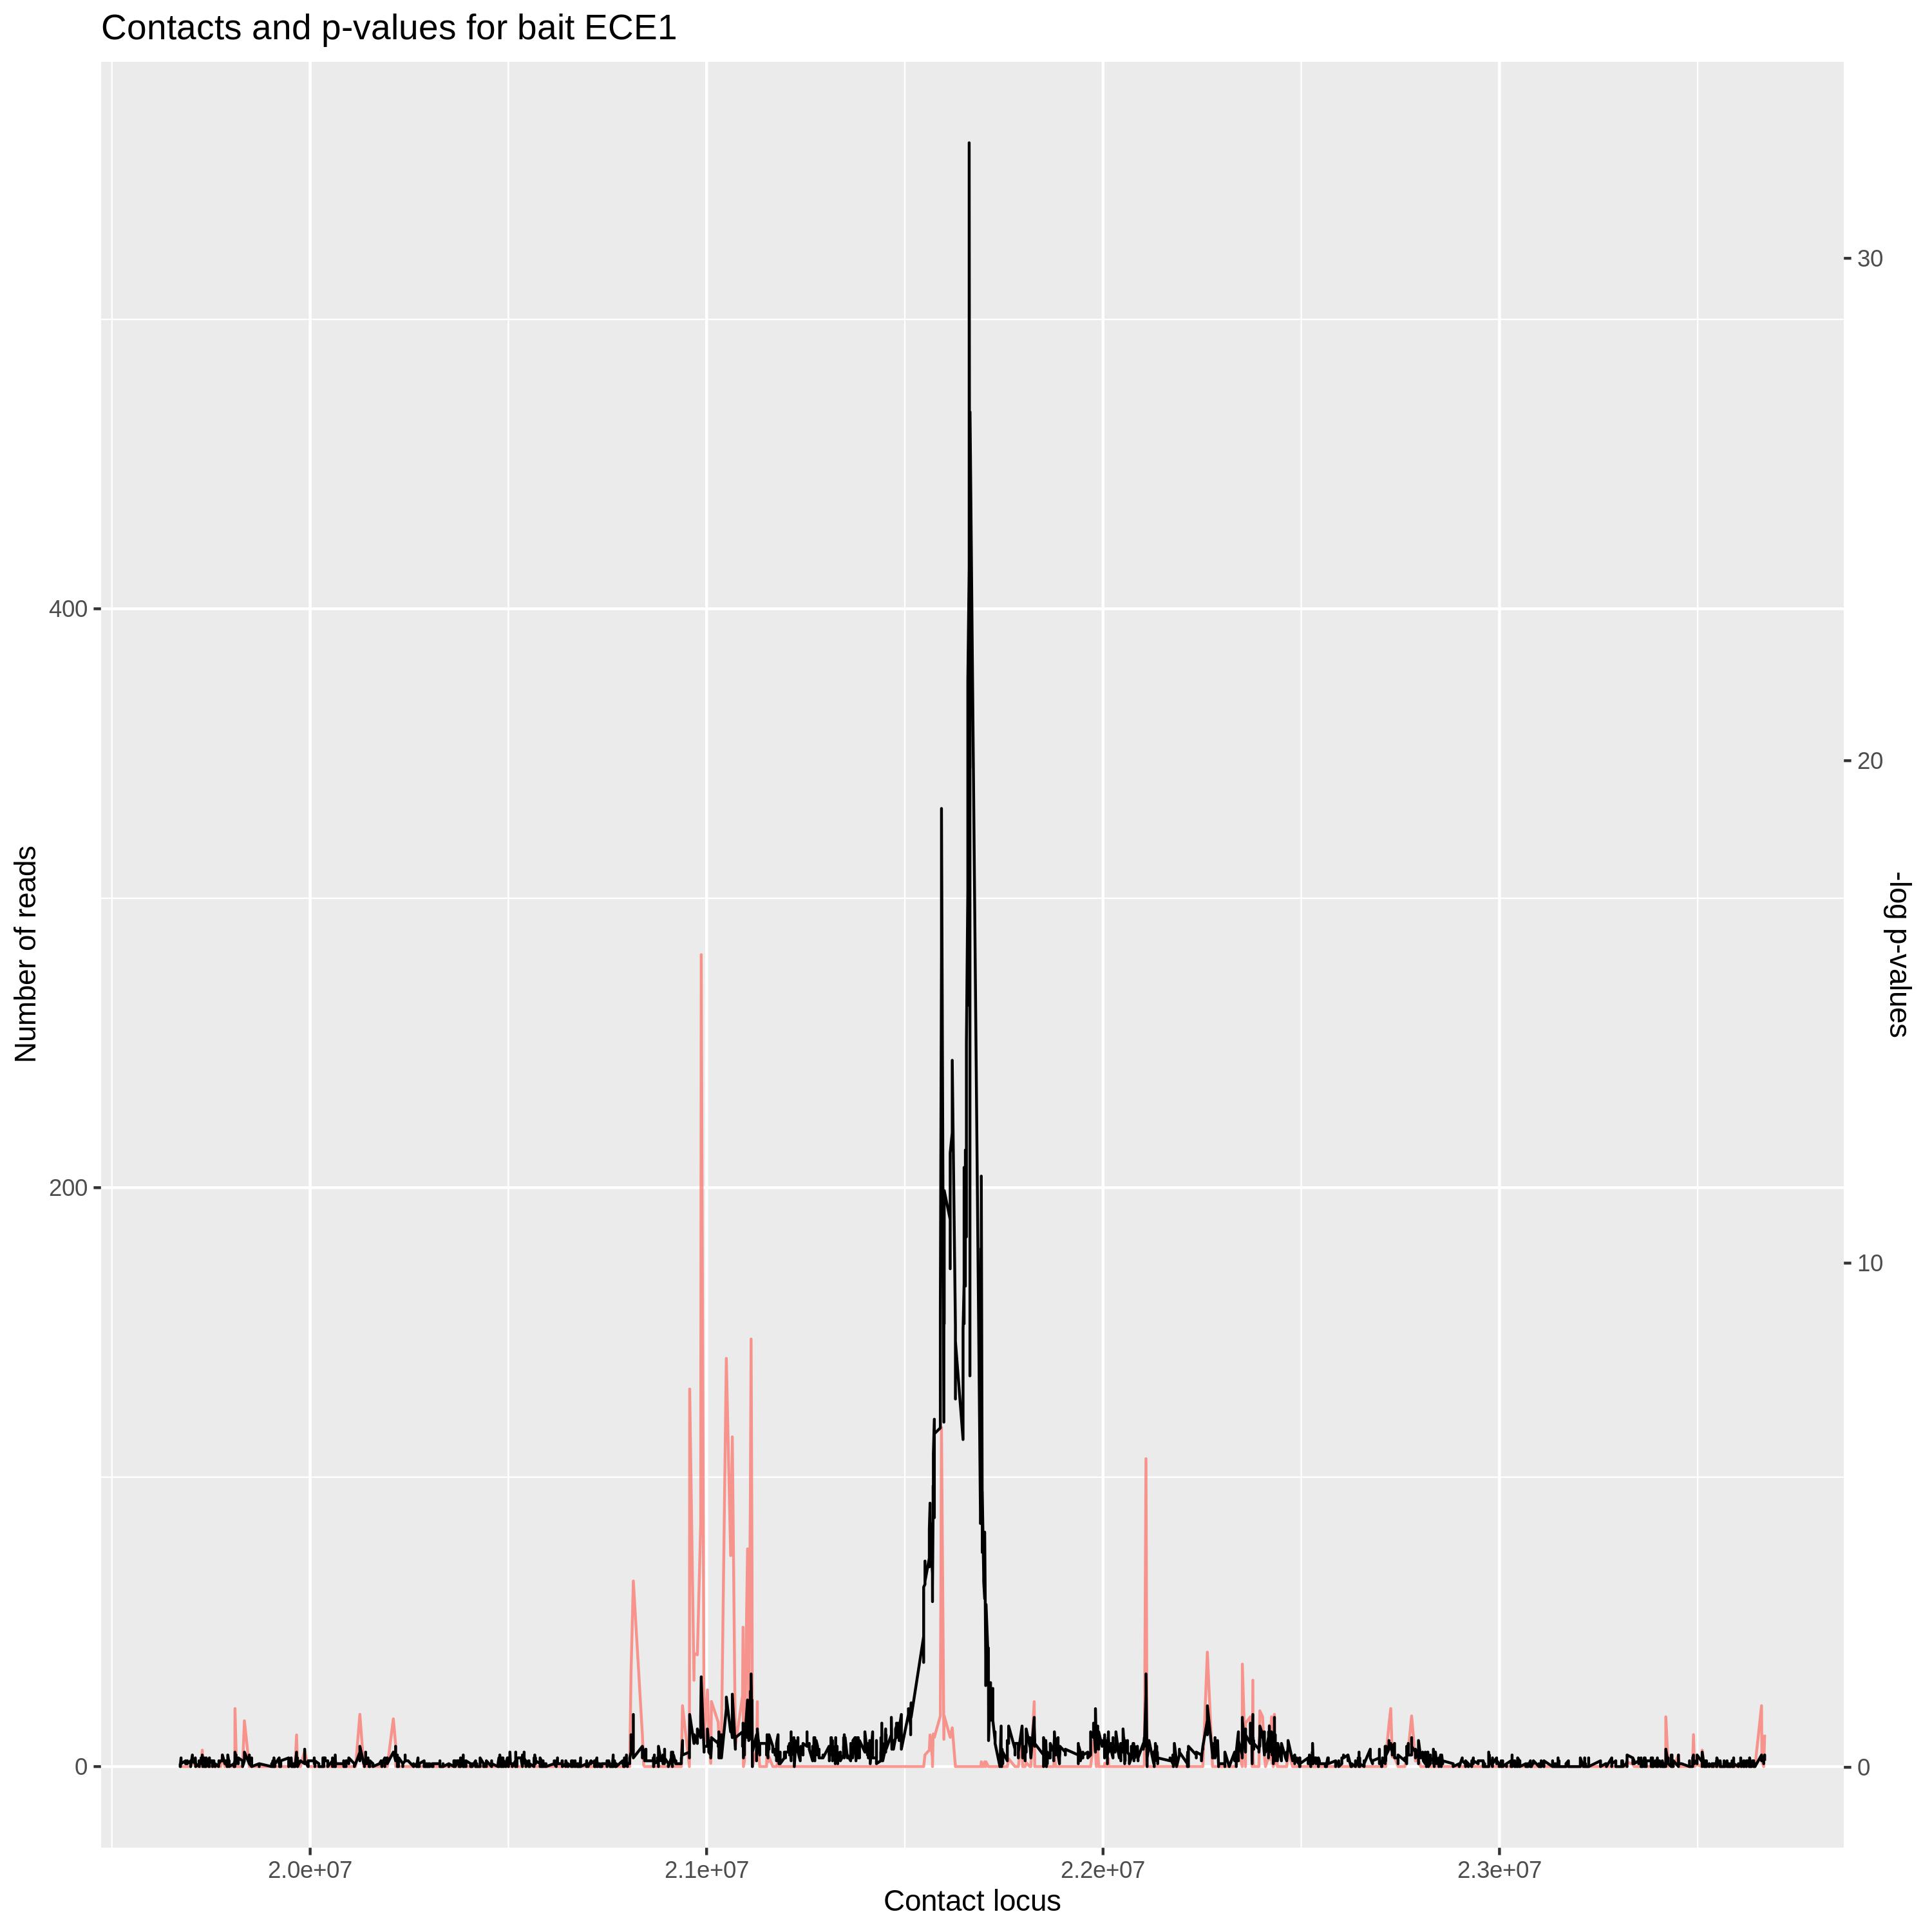 Contacts and p-values for bait ECE1
30
400
20
Number of reads
-log p-values
200
10
0
0
2.0e+07
2.1e+07
2.2e+07
2.3e+07
Contact locus